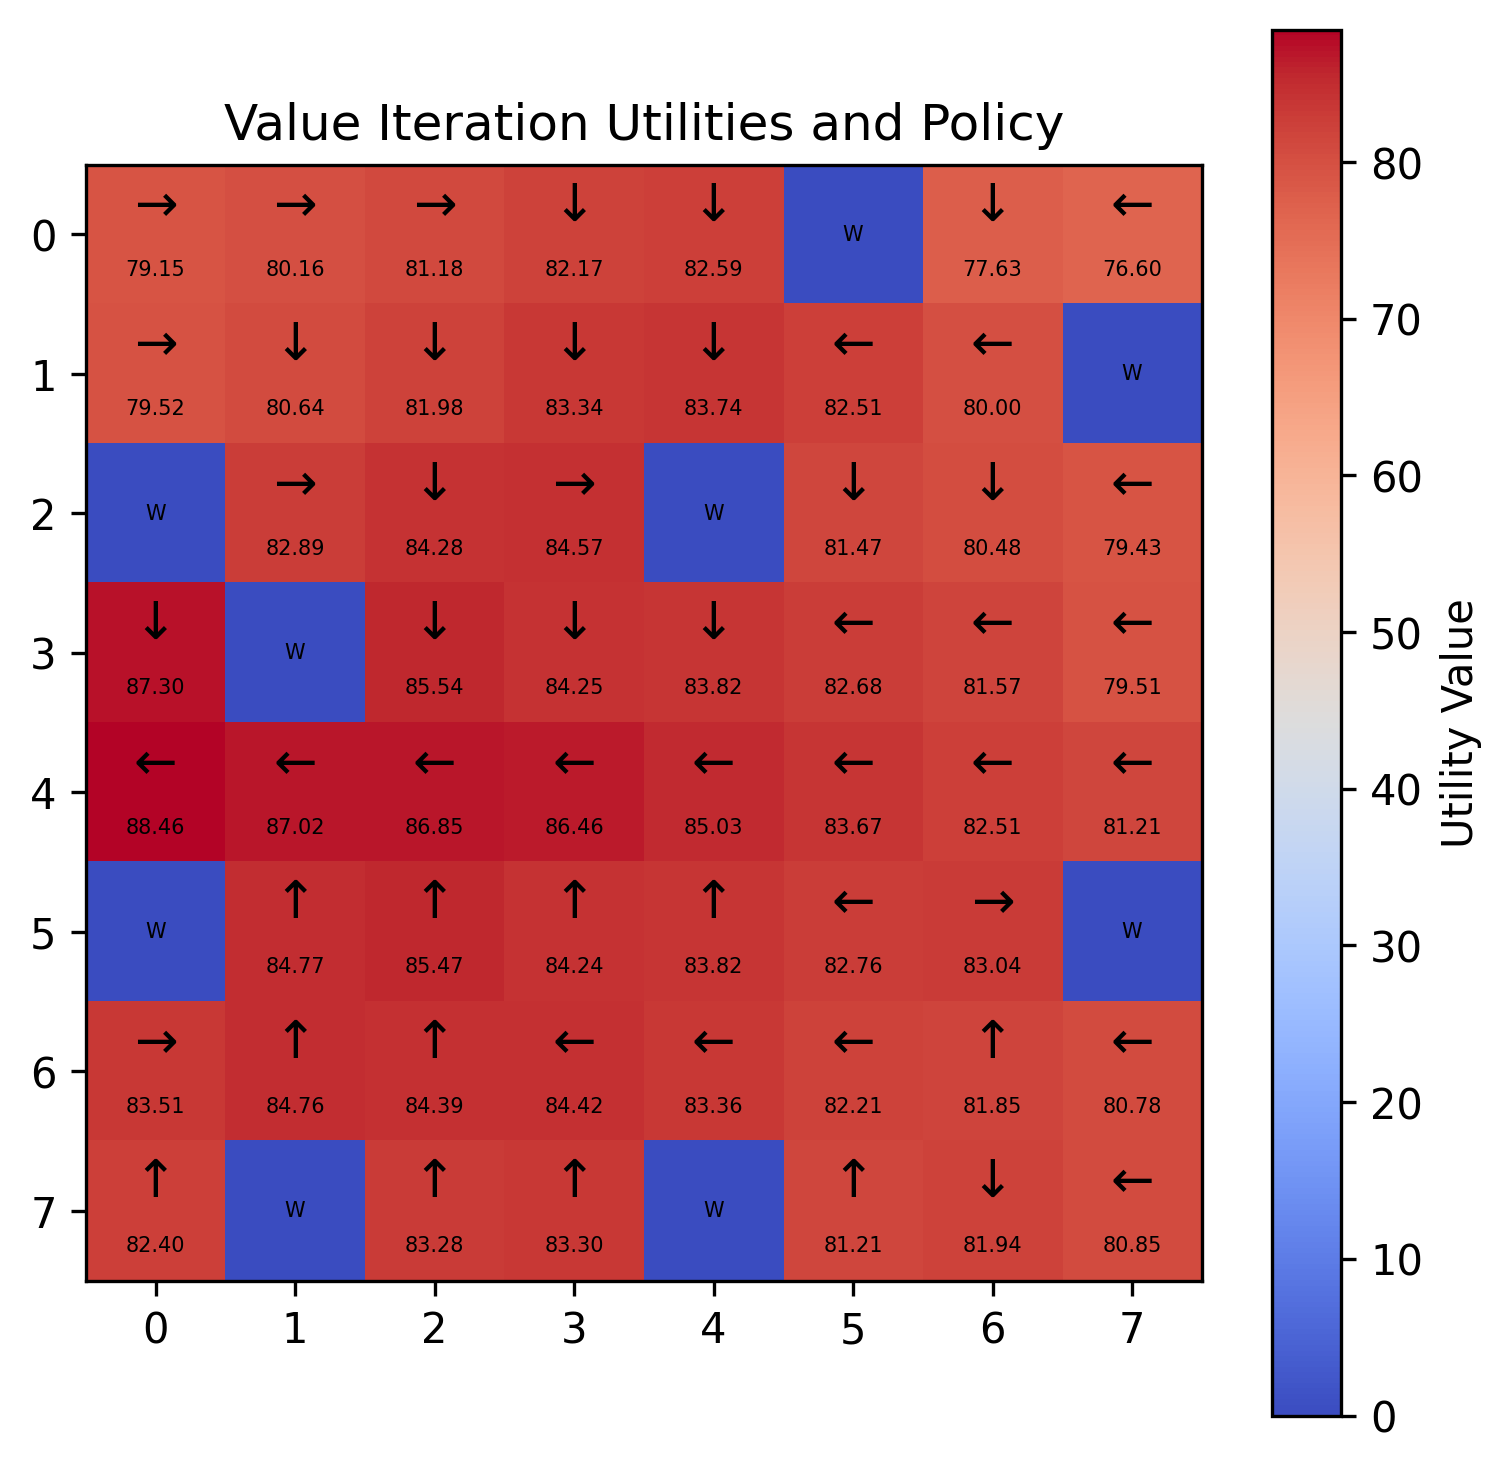 Value Iteration Utilities and Policy
0 → → → ↓ ↓ W ↓ ←
79.15 80.16 81.18 82.17 82.59 77.63 76.60
1 → ↓ ↓ ↓ ↓ ← ← W
79.52 80.64 81.98 83.34 83.74 82.51 80.00
2 W → ↓ → W ↓ ↓ ←
82.89 84.28 84.57 81.47 80.48 79.43
3 ↓ W ↓ ↓ ↓ ← ← ←
87.30 85.54 84.25 83.82 82.68 81.57 79.51
4 ← ← ← ← ← ← ← ←
88.46 87.02 86.85 86.46 85.03 83.67 82.51 81.21
5 W ↑ ↑ ↑ ↑ ← → W
84.77 85.47 84.24 83.82 82.76 83.04
6 → ↑ ↑ ← ← ← ↑ ←
83.51 84.76 84.39 84.42 83.36 82.21 81.85 80.78
7 ↑ W ↑ ↑ W ↑ ↓ ←
82.40 83.28 83.30 81.21 81.94 80.85
0 1 2 3 4 5 6 7
80
70
60
50
40
30
20
10
0
Utility Value